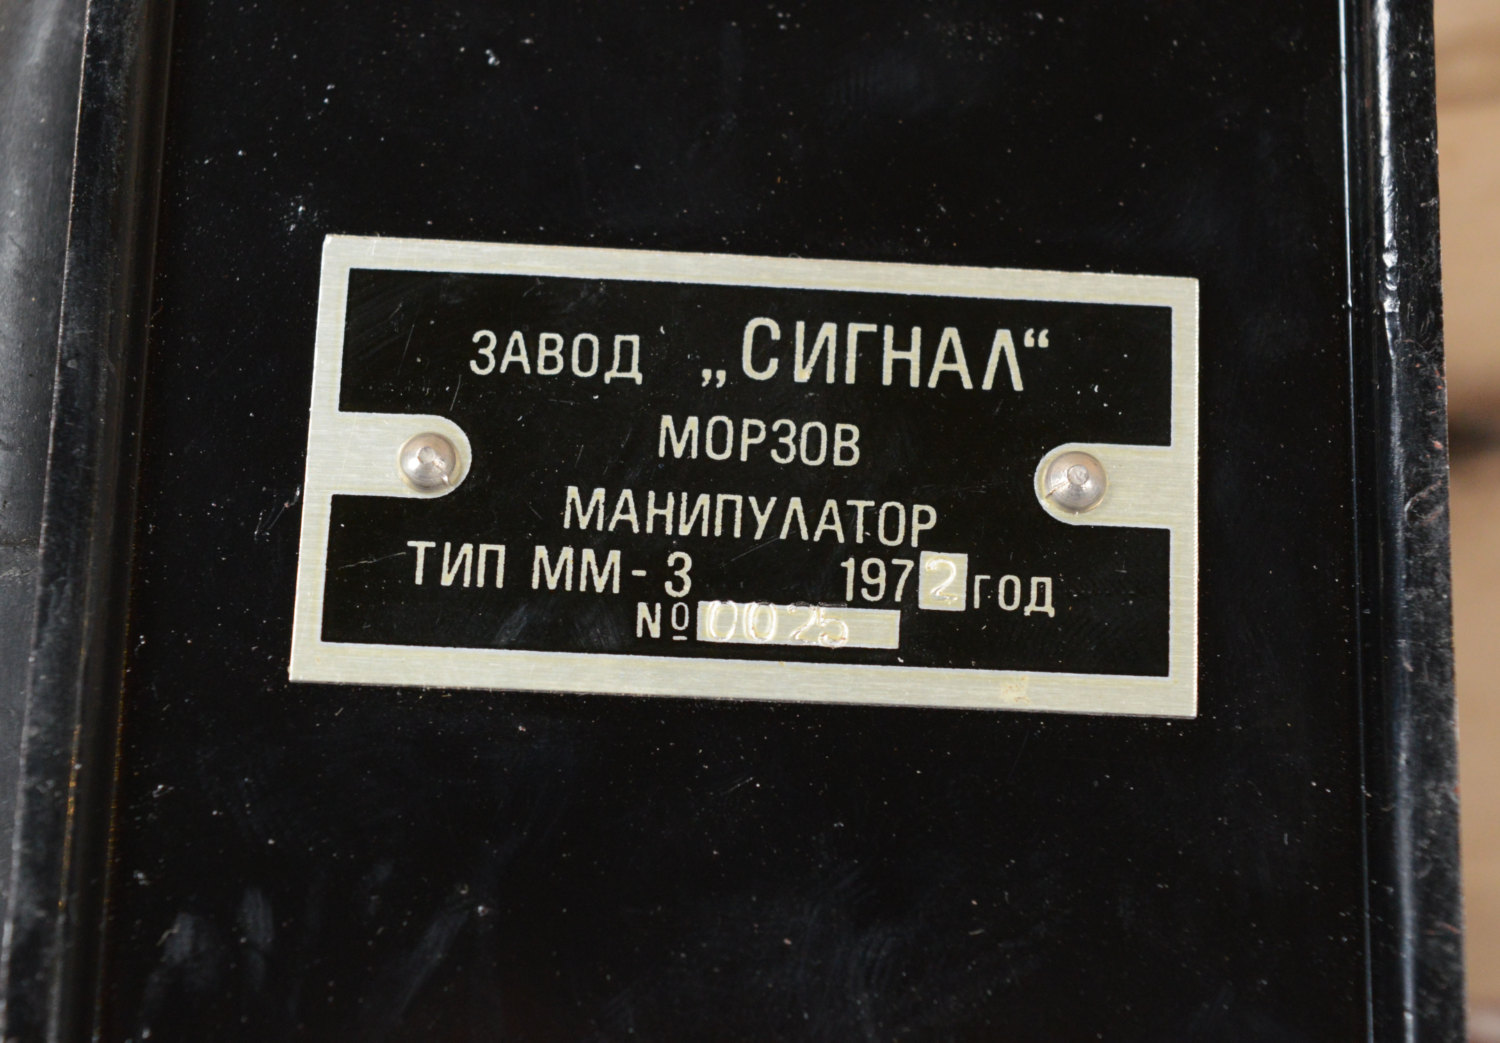 ЗАВОД „СИГНАЛ“
МОРЗОВ
МАНИПУЛАТОР
ТИП ММ-3 1972 год
№ 0025